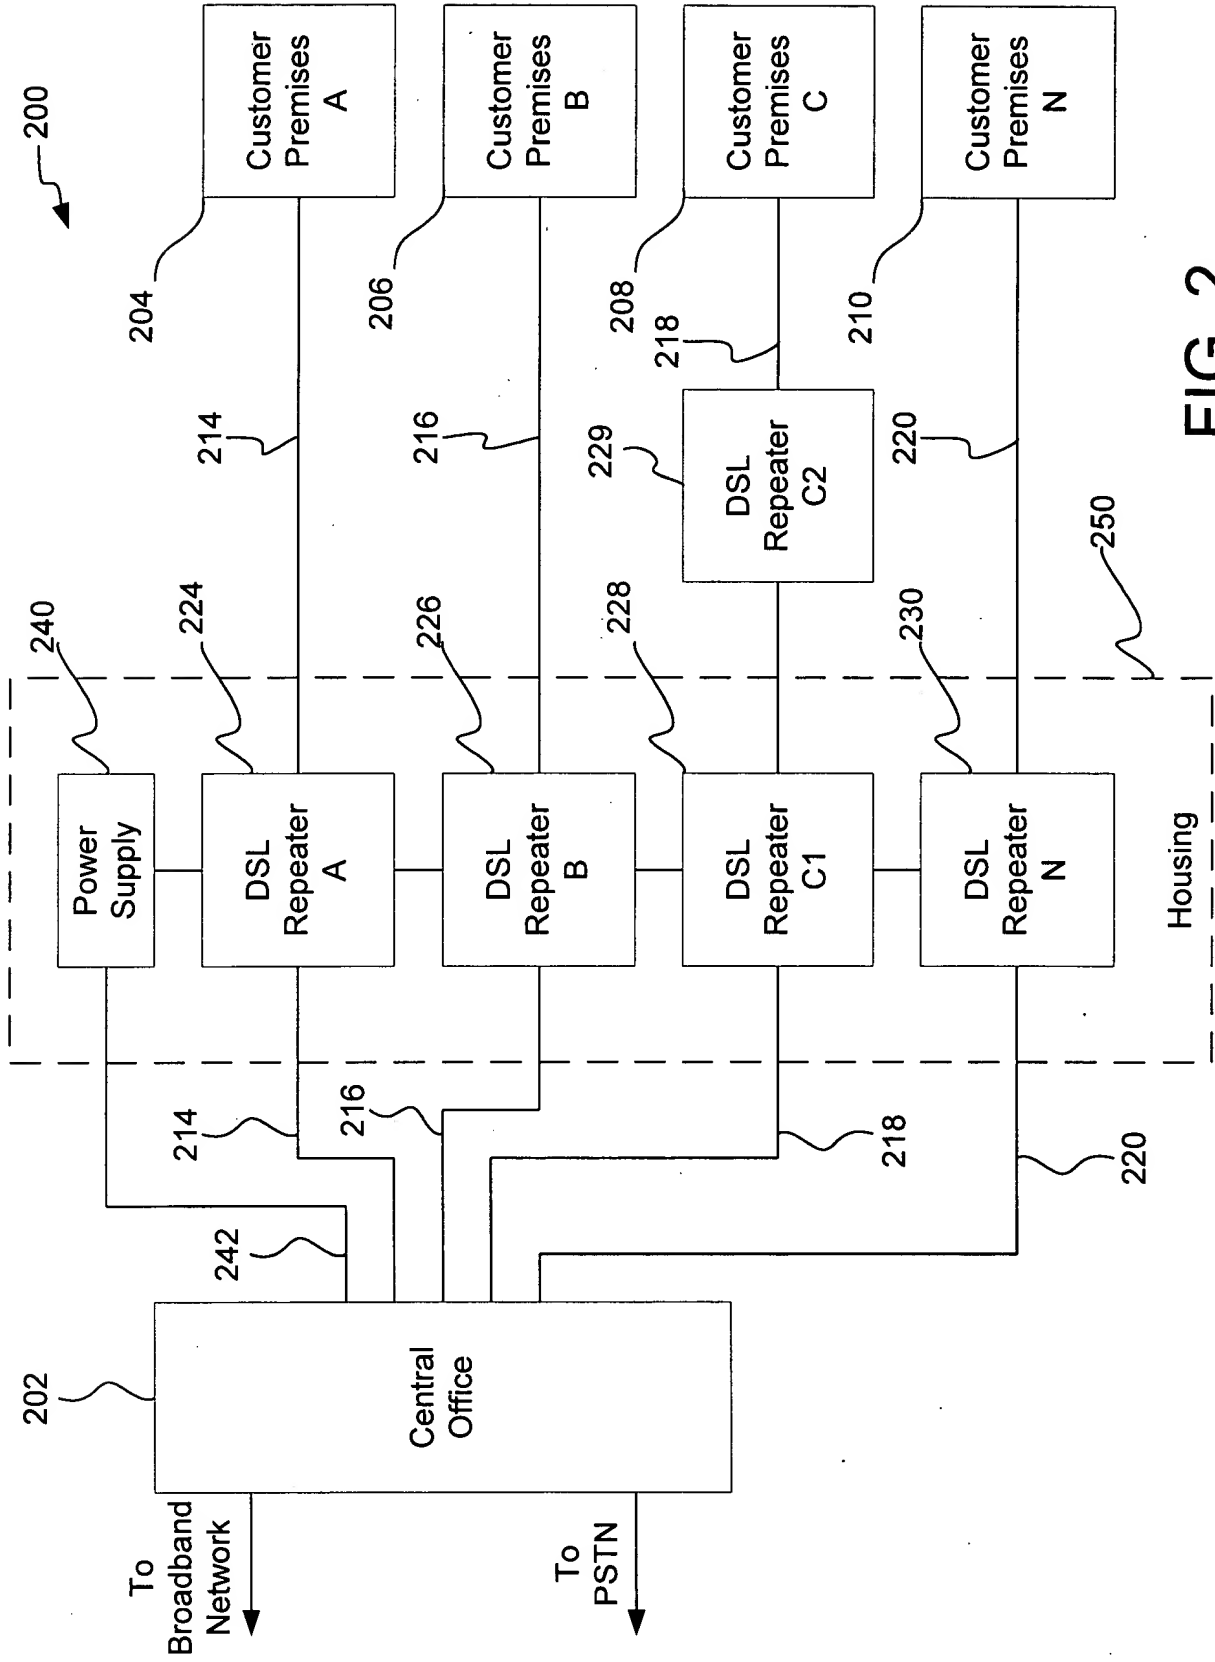 200
Customer
Premises
A
Customer
Premises
B
Customer
Premises
C
Customer
Premises
N
204
206
208
210
214
216
218
220
229
DSL
Repeater
C2
240
224
226
228
230
250
Power
Supply
DSL
Repeater
A
DSL
Repeater
B
DSL
Repeater
C1
DSL
Repeater
N
Housing
214
216
218
220
242
202
Central
Office
To
Broadband
Network
To
PSTN
FIG. 2